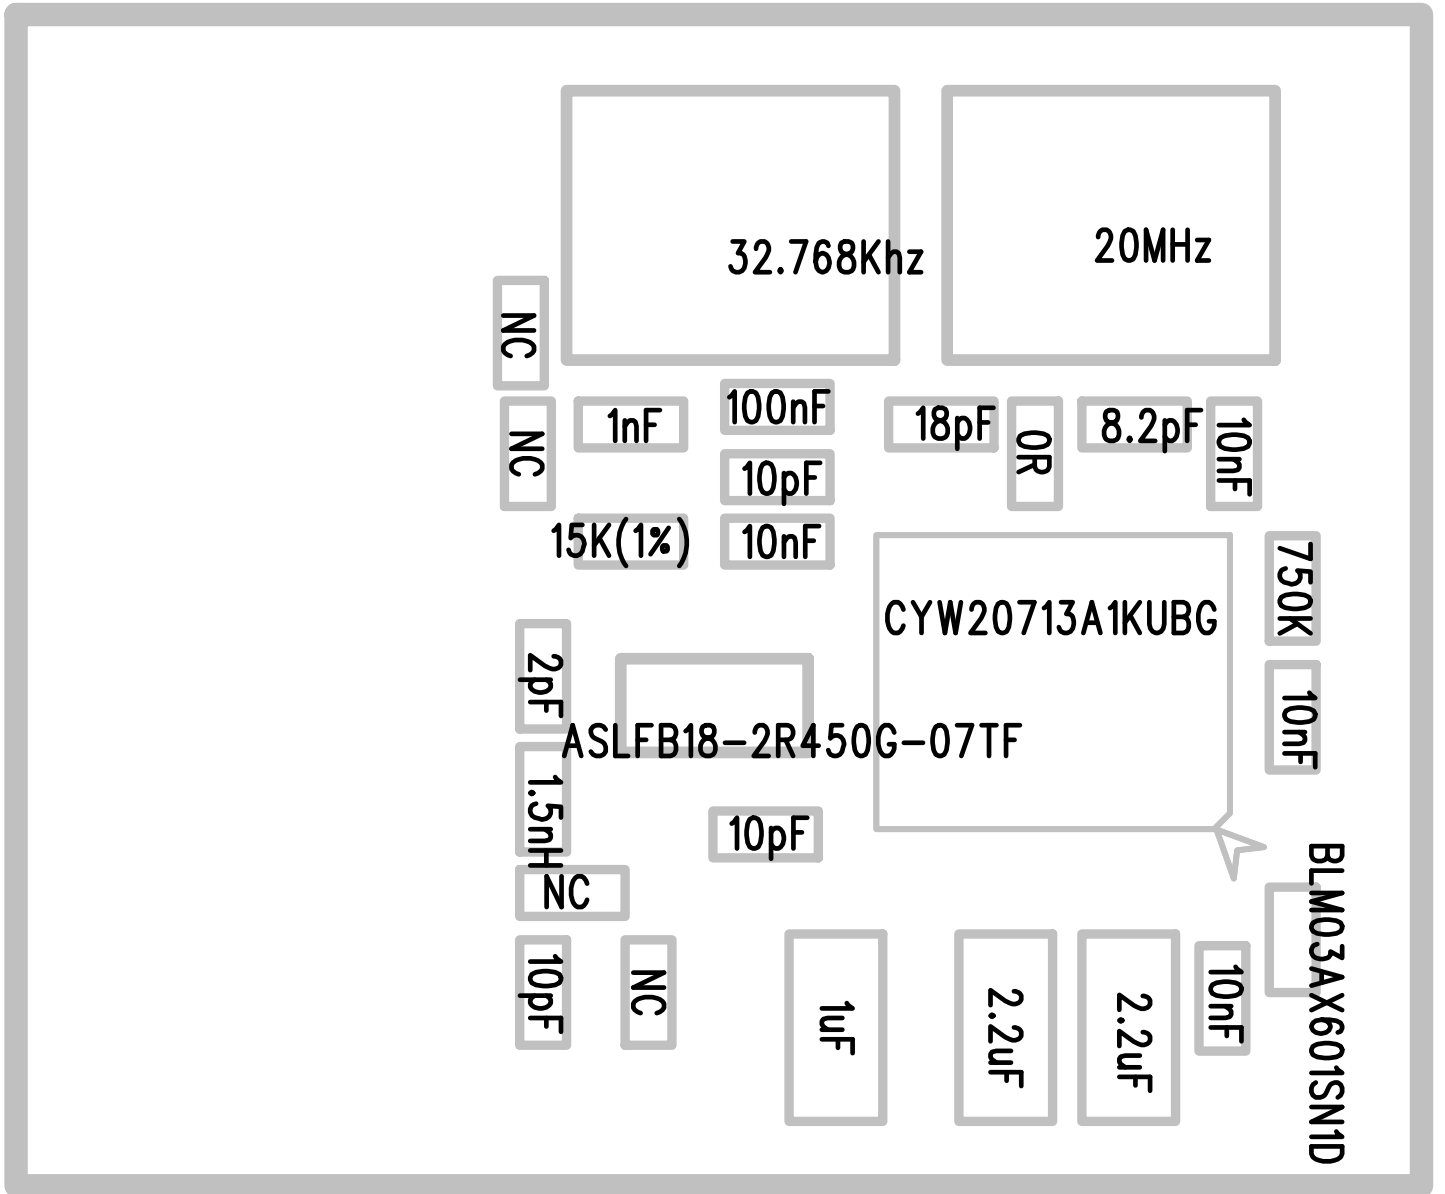 32.768Khz
20MHz
NC
NC
1nF
100nF
18pF
0R
8.2pF
10nF
10pF
15K(1%)
10nF
750K
CYW20713A1KUBG
2pF
10nF
ASLFB18-2R450G-07TF
1.5nH
10pF
NC
BLM03AX601SN1D
10pF
NC
1uF
2.2uF
2.2uF
10nF